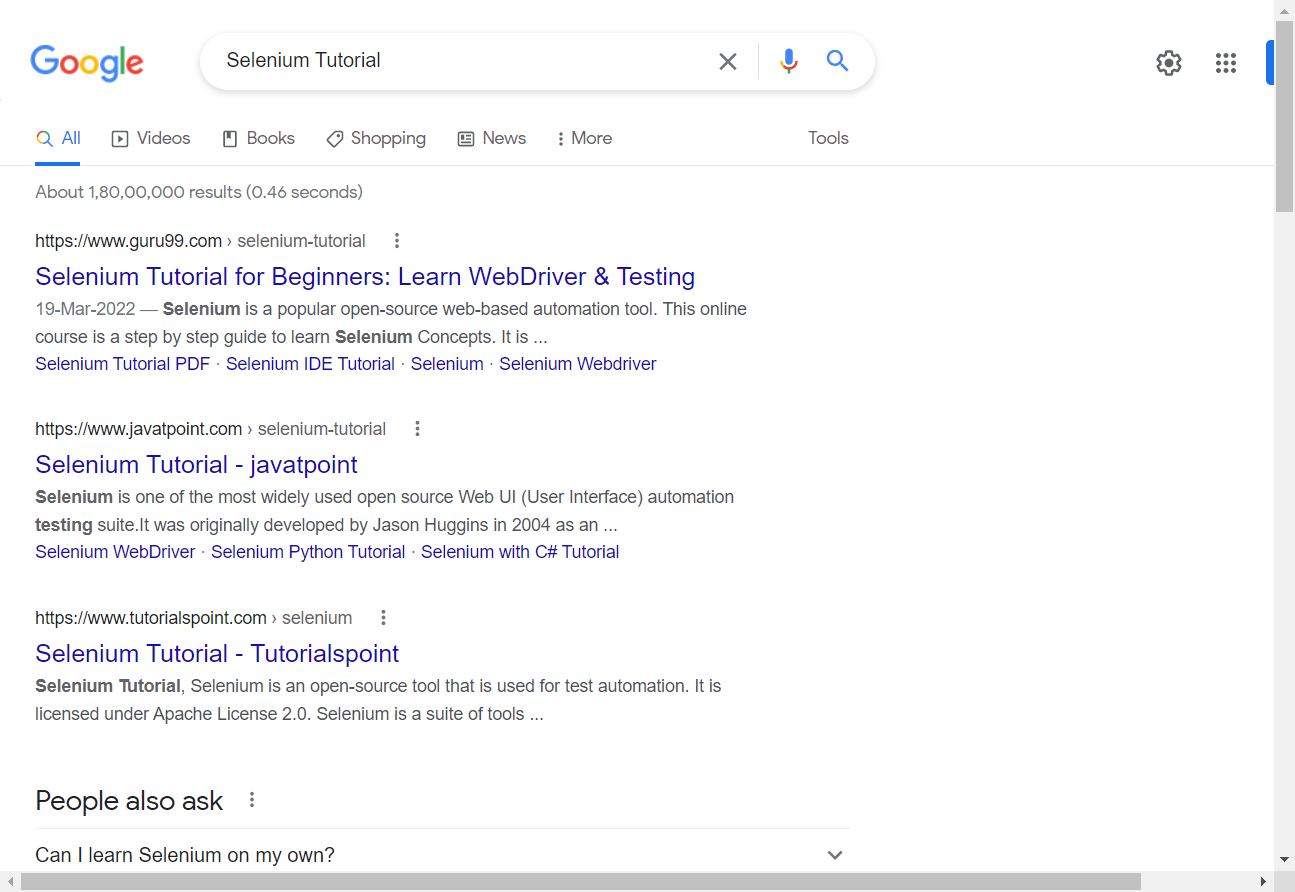 Google
Selenium Tutorial
All Videos Books Shopping News More Tools
About 1,80,00,000 results (0.46 seconds)
https://www.guru99.com › selenium-tutorial
Selenium Tutorial for Beginners: Learn WebDriver & Testing
19-Mar-2022 — Selenium is a popular open-source web-based automation tool. This online
course is a step by step guide to learn Selenium Concepts. It is ...
Selenium Tutorial PDF · Selenium IDE Tutorial · Selenium · Selenium Webdriver
https://www.javatpoint.com › selenium-tutorial
Selenium Tutorial - javatpoint
Selenium is one of the most widely used open source Web UI (User Interface) automation
testing suite.It was originally developed by Jason Huggins in 2004 as an ...
Selenium WebDriver · Selenium Python Tutorial · Selenium with C# Tutorial
https://www.tutorialspoint.com › selenium
Selenium Tutorial - Tutorialspoint
Selenium Tutorial, Selenium is an open-source tool that is used for test automation. It is
licensed under Apache License 2.0. Selenium is a suite of tools ...
People also ask
Can I learn Selenium on my own?